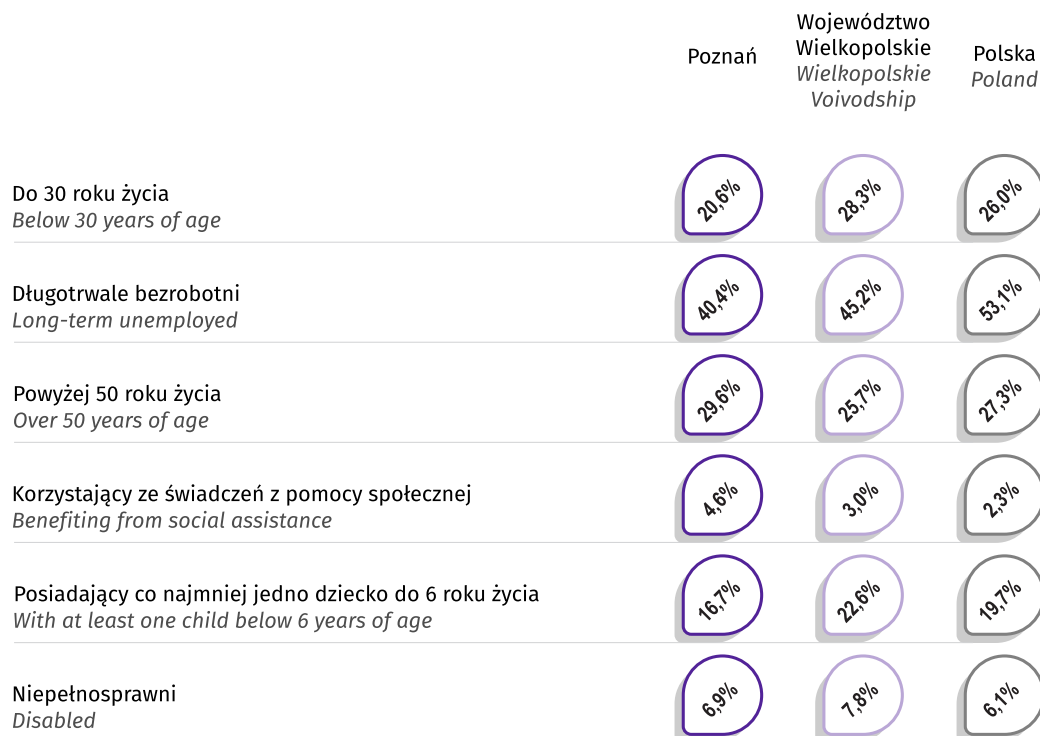 Poznań
Województwo
Wielkopolskie
Wielkopolskie
Voivodship
Polska
Poland
Do 30 roku życia
Below 30 years of age
20,6%
28,3%
26,0%
Długotrwale bezrobotni
Long-term unemployed
40,4%
45,2%
53,1%
Powyżej 50 roku życia
Over 50 years of age
29,6%
25,7%
27,3%
Korzystający ze świadczeń z pomocy społecznej
Benefiting from social assistance
4,6%
3,0%
2,3%
Posiadający co najmniej jedno dziecko do 6 roku życia
With at least one child below 6 years of age
16,7%
22,6%
19,7%
Niepełnosprawni
Disabled
6,9%
7,8%
6,1%